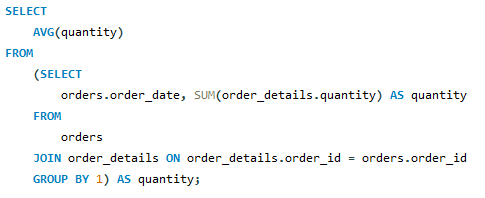 SELECT
AVG(quantity)
FROM
(SELECT
orders.order_date, SUM(order_details.quantity) AS quantity
FROM
orders
JOIN order_details ON order_details.order_id = orders.order_id
GROUP BY 1) AS quantity;